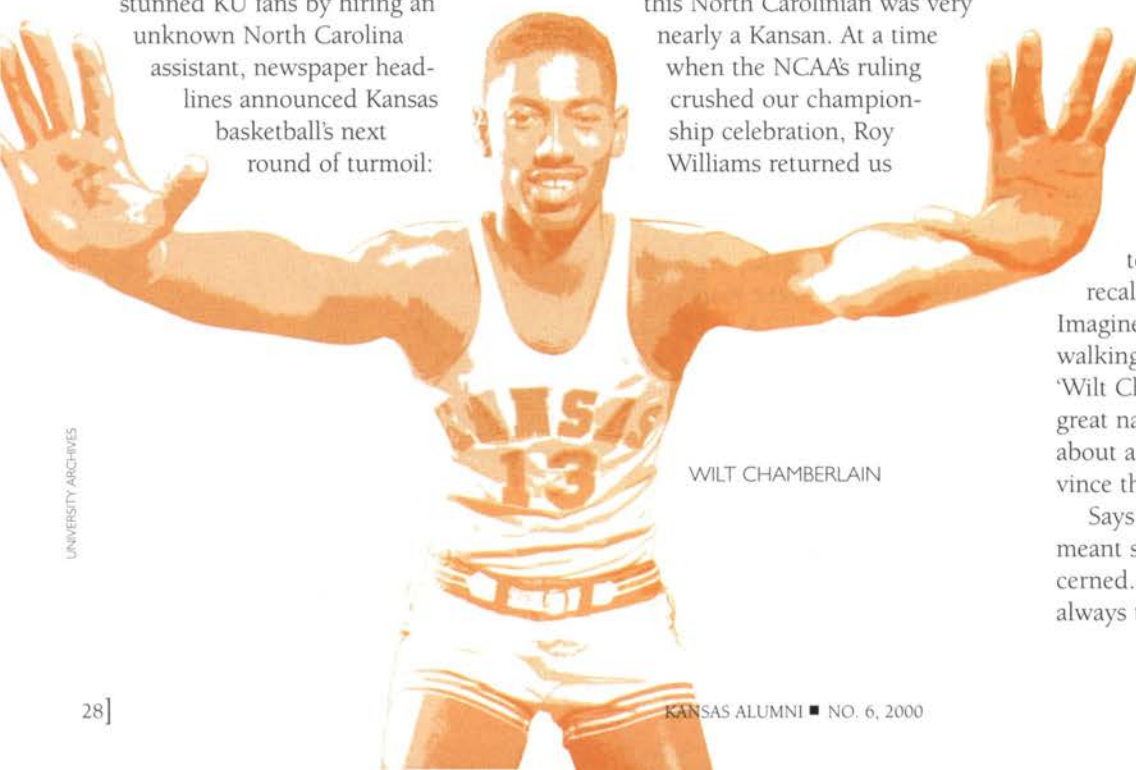 stunned KU fans by hiring an
unknown North Carolina
assistant, newspaper head-
lines announced Kansas
basketball's next
round of turmoil:
this North Carolinian was very
nearly a Kansan. At a time
when the NCAA's ruling
crushed our champion-
ship celebration, Roy
Williams returned us
recal
Imagine
walking
'Wilt Ch
great na
about a
vince th
Says
meant s
cerned.
always t
KANSAS
13
WILT CHAMBERLAIN
UNIVERSITY ARCHIVES
28]
KANSAS ALUMNI ■ NO. 6, 2000